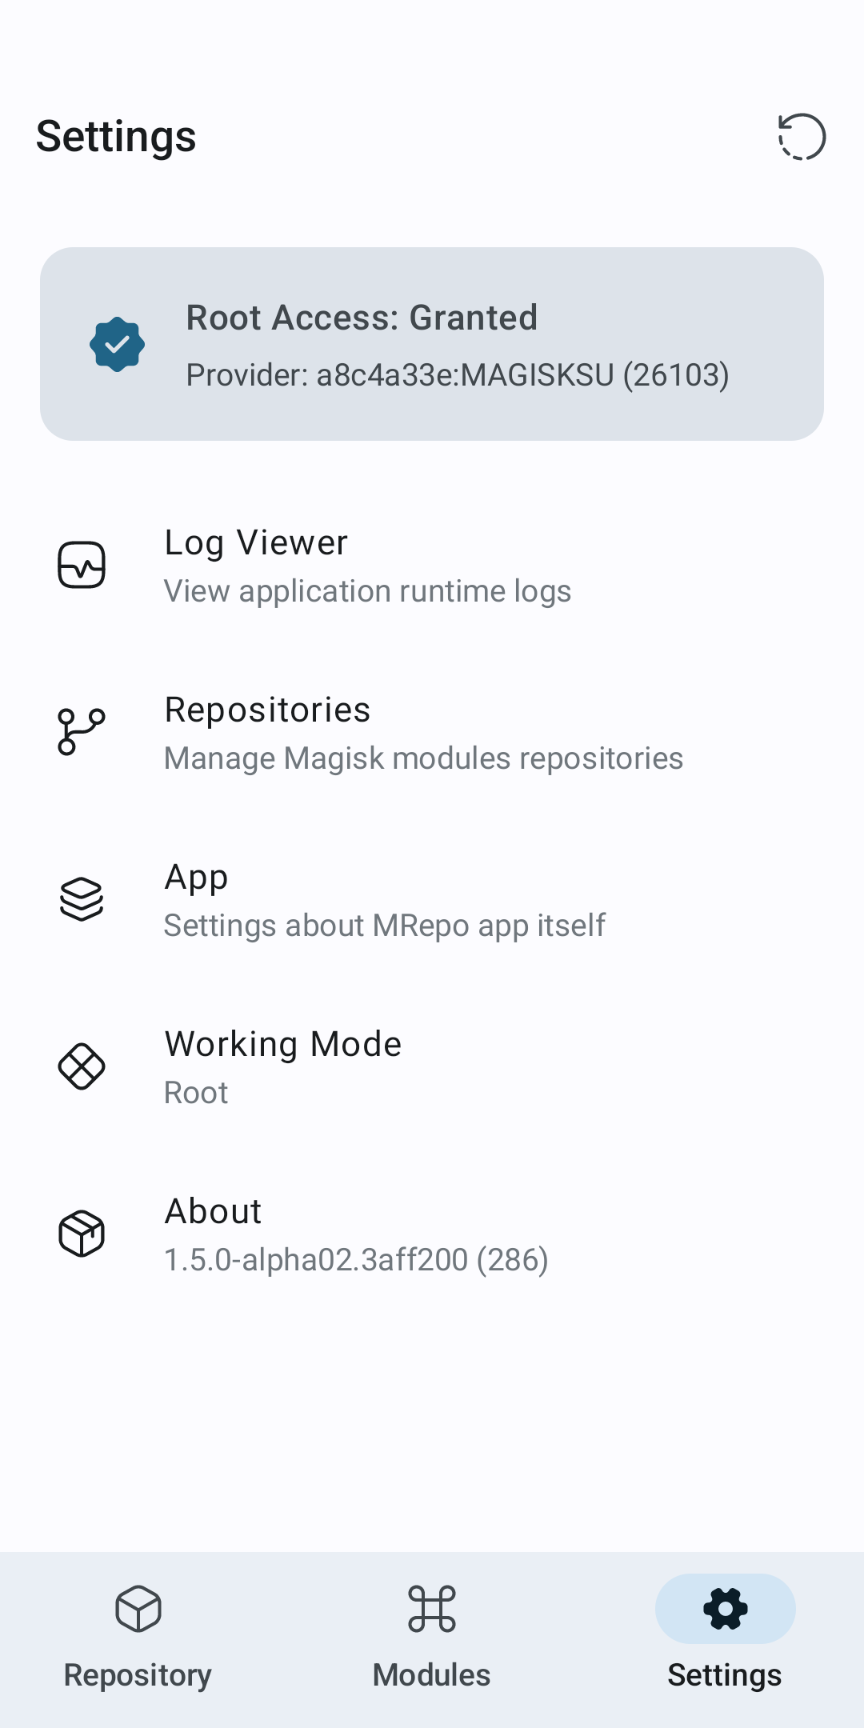 Settings
Root Access: Granted
Provider: a8c4a33e:MAGISKSU (26103)
Log Viewer
View application runtime logs
Repositories
Manage Magisk modules repositories
App
Settings about MRepo app itself
Working Mode
Root
About
1.5.0-alpha02.3aff200 (286)
Repository
Modules
Settings